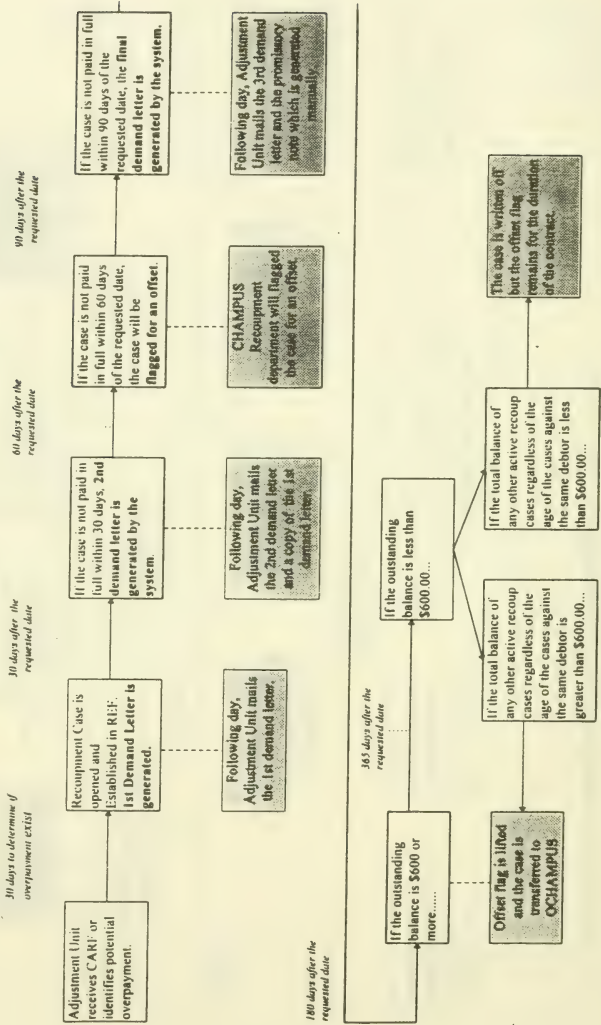 30 days to determine if
overpayment exist
Adjustment Unit
receives CARF or
identifies potential
overpayment.
Recoupment Case is
opened and
Established in REF.
1st Demand Letter is
generated.
Following day,
Adjustment Unit mails
the 1st demand letter.
30 days after the
requested date
If the case is not paid in
full within 30 days, 2nd
demand letter is
generated by the
system.
Following day,
Adjustment Unit mails
the 2nd demand letter
and a copy of the 1st
demand letter.
60 days after the
requested date
If the case is not paid
in full within 60 days
of the requested date,
the case will be
flagged for an offset.
CHAMPUS
Recoupment
department will flagged
the case for an offset.
90 days after the
requested date
If the case is not paid in full
within 90 days of the
requested date, the final
demand letter is
generated by the system.
Following day, Adjustment
Unit mails the 3rd demand
letter and the promissory
note which is generated
manually.
180 days after the
requested date
If the outstanding
balance is $600 or
more......
Offset flag is lifted
and the case is
transferred to
OCHAMPUS
365 days after the
requested date
If the outstanding
balance is less than
$600.00...
If the total balance of
any other active recoup
cases regardless of the
age of the cases against
the same debtor is
greater than $600.00...
If the total balance of
any other active recoup
cases regardless of the
age of the cases against
the same debtor is less
than $600.00...
The case is written off
but the offset flag
remains for the duration
of the contract.